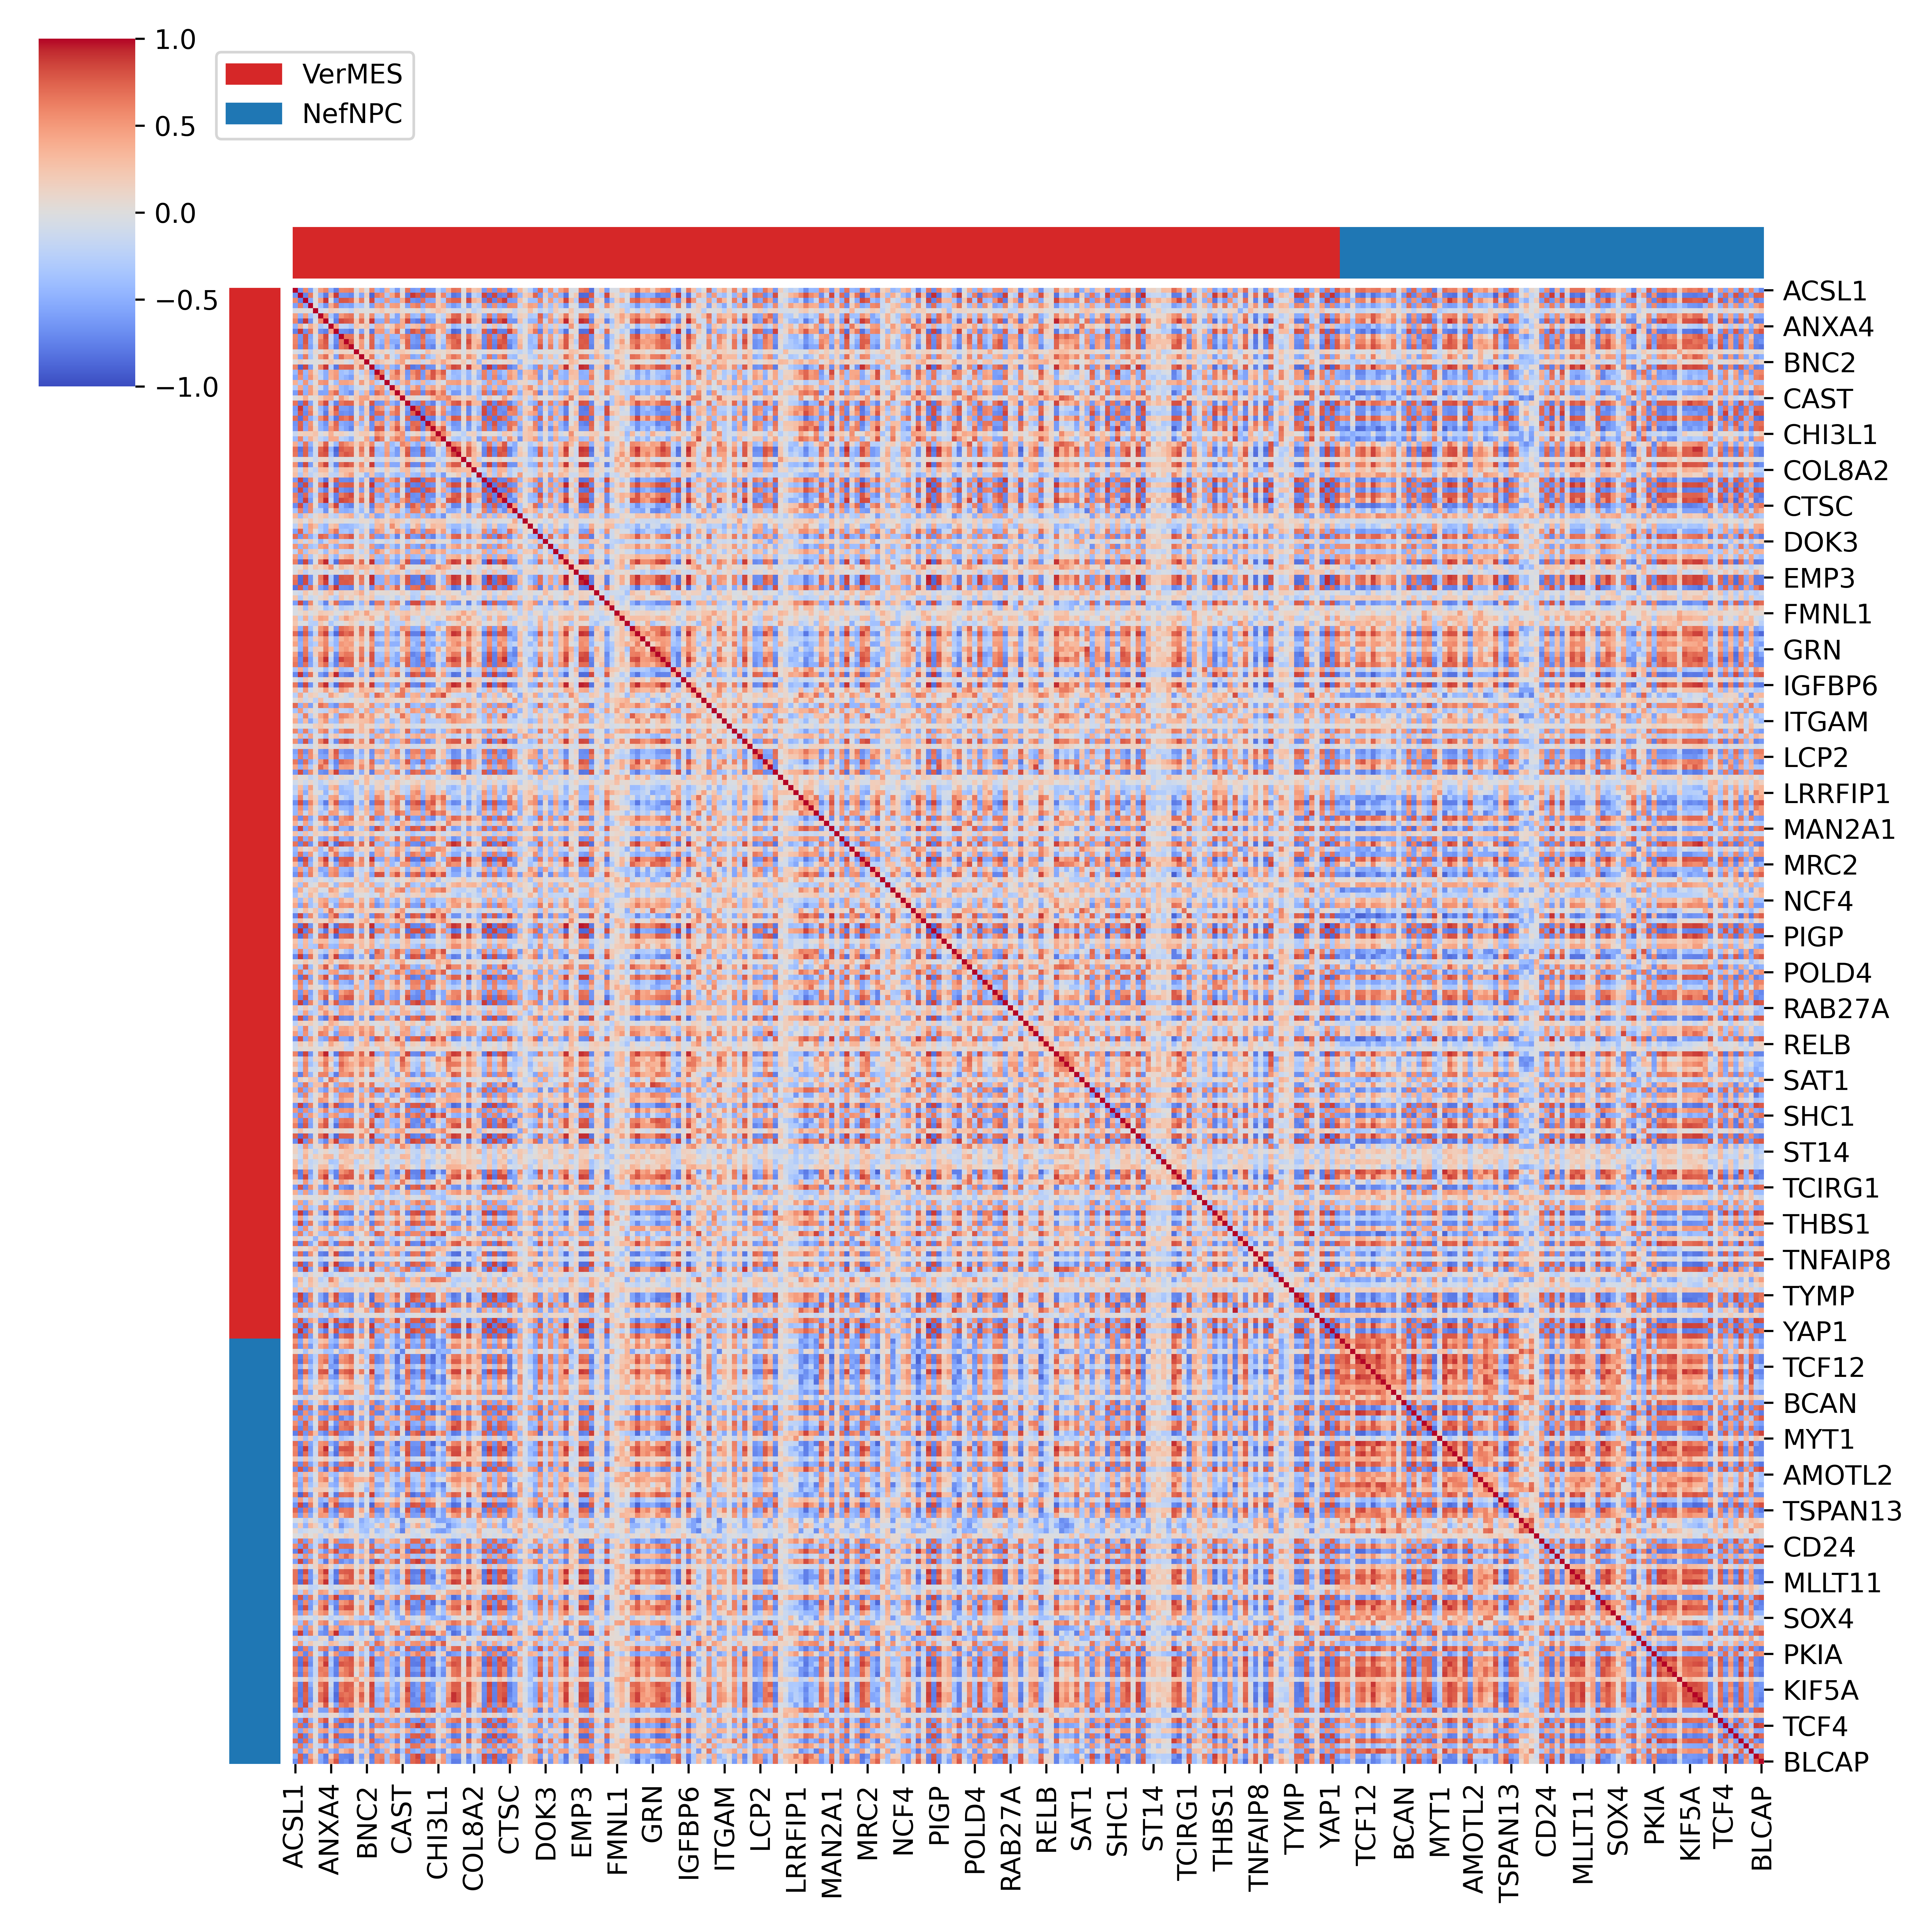 1.0
0.5
0.0
−0.5
−1.0
VerMES
NefNPC
ACSL1
ANXA4
BNC2
CAST
CHI3L1
COL8A2
CTSC
DOK3
EMP3
FMNL1
GRN
IGFBP6
ITGAM
LCP2
LRRFIP1
MAN2A1
MRC2
NCF4
PIGP
POLD4
RAB27A
RELB
SAT1
SHC1
ST14
TCIRG1
THBS1
TNFAIP8
TYMP
YAP1
TCF12
BCAN
MYT1
AMOTL2
TSPAN13
CD24
MLLT11
SOX4
PKIA
KIF5A
TCF4
BLCAP
ACSL1
ANXA4
BNC2
CAST
CHI3L1
COL8A2
CTSC
DOK3
EMP3
FMNL1
GRN
IGFBP6
ITGAM
LCP2
LRRFIP1
MAN2A1
MRC2
NCF4
PIGP
POLD4
RAB27A
RELB
SAT1
SHC1
ST14
TCIRG1
THBS1
TNFAIP8
TYMP
YAP1
TCF12
BCAN
MYT1
AMOTL2
TSPAN13
CD24
MLLT11
SOX4
PKIA
KIF5A
TCF4
BLCAP